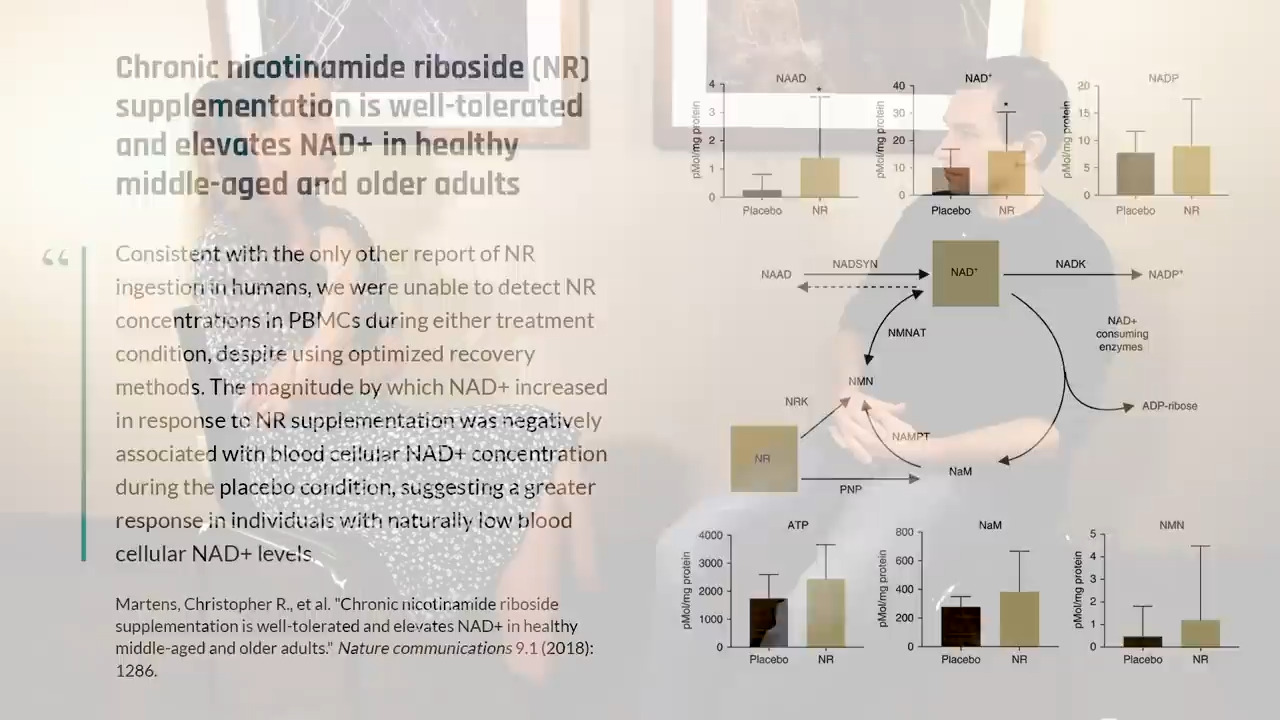 Chronic nicotinamide riboside (NR)
supplementation is well-tolerated
and elevates NAD+ in healthy
middle-aged and older adults
“
Consistent with the only other report of NR
ingestion in humans, we were unable to detect NR
concentrations in PBMCs during either treatment
condition, despite using optimized recovery
methods. The magnitude by which NAD+ increased
in response to NR supplementation was negatively
associated with blood cellular NAD+ concentration
during the placebo condition, suggesting a greater
response in individuals with naturally low blood
cellular NAD+ levels.
Martens, Christopher R., et al. "Chronic nicotinamide riboside
supplementation is well-tolerated and elevates NAD+ in healthy
middle-aged and older adults." Nature communications 9.1 (2018):
1286.
NAAD
pMol/mg protein
4
3
2
1
0
*
Placebo
NR
NAD⁺
pMol/mg protein
40
30
20
10
0
*
Placebo
NR
NADP
pMol/mg protein
20
15
10
5
0
Placebo
NR
NAAD
NADSYN
NAD⁺
NADK
NADP⁺
NMNAT
NAD+
consuming
enzymes
NMN
NRK
ADP-ribose
NAMPT
NR
NaM
PNP
ATP
pMol/mg protein
4000
3000
2000
1000
0
Placebo
NR
NaM
pMol/mg protein
800
600
400
200
0
Placebo
NR
NMN
pMol/mg protein
5
4
3
2
1
0
Placebo
NR